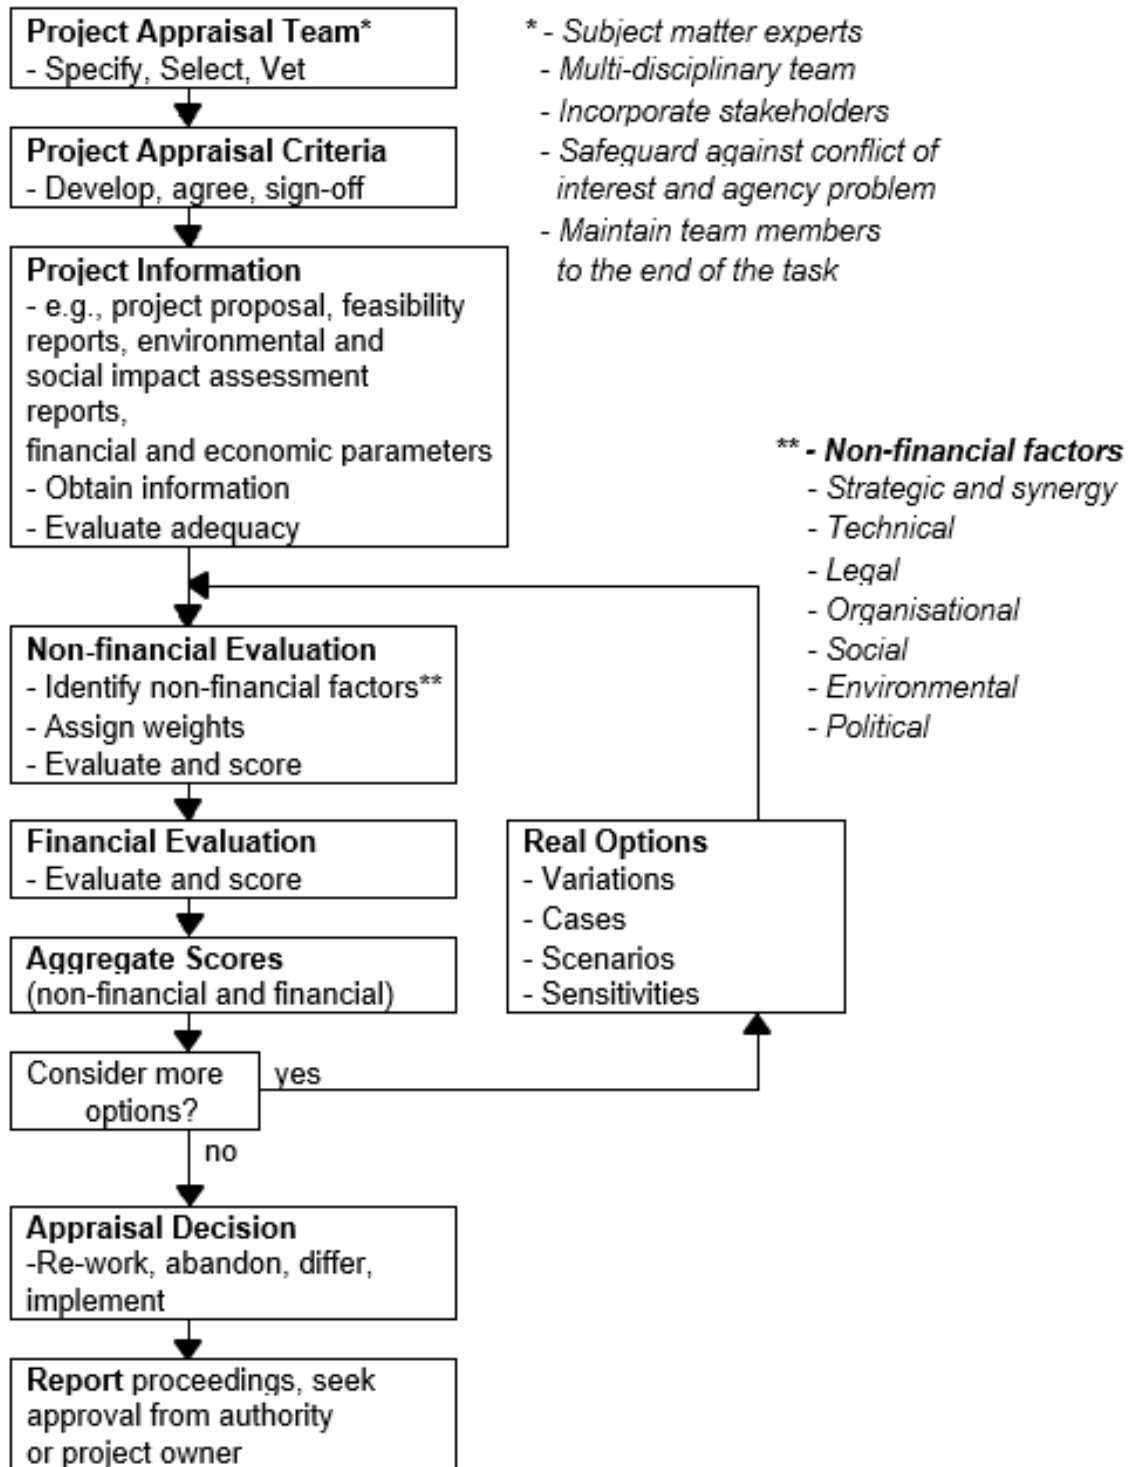 Project Appraisal Team*
- Specify, Select, Vet
* - Subject matter experts
- Multi-disciplinary team
- Incorporate stakeholders
- Safeguard against conflict of
interest and agency problem
- Maintain team members
to the end of the task
Project Appraisal Criteria
- Develop, agree, sign-off
Project Information
- e.g., project proposal, feasibility
reports, environmental and
social impact assessment
reports,
financial and economic parameters
- Obtain information
- Evaluate adequacy
** - Non-financial factors
- Strategic and synergy
- Technical
- Legal
- Organisational
- Social
- Environmental
- Political
Non-financial Evaluation
- Identify non-financial factors**
- Assign weights
- Evaluate and score
Financial Evaluation
- Evaluate and score
Real Options
- Variations
- Cases
- Scenarios
- Sensitivities
Aggregate Scores
(non-financial and financial)
Consider more
options?
yes
no
Appraisal Decision
-Re-work, abandon, differ,
implement
Report proceedings, seek
approval from authority
or project owner